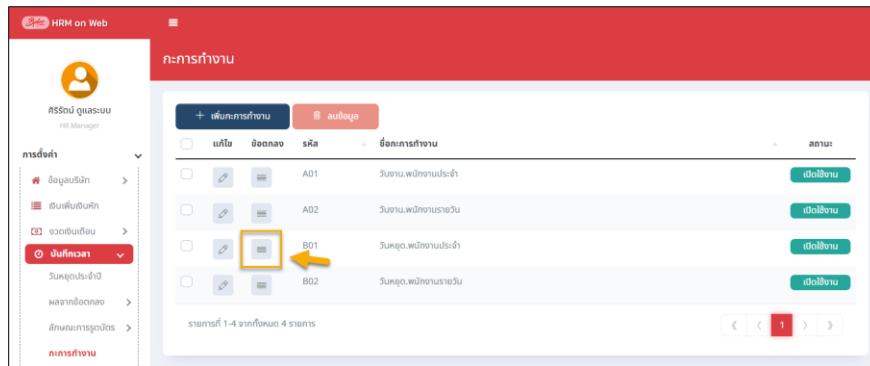 HRM on Web
กะการทำงาน
ศิริรัตน์ ดูแลระบบ
HR Manager
+ เพิ่มกะการทำงาน
ลบข้อมูล
แก้ไข ข้อตกลง รหัส ชื่อกะการทำงาน สถานะ
การตั้งค่า
A01 วันงาน.พนักงานประจำ เปิดใช้งาน
ข้อมูลบริษัท
เงินเพิ่มเงินหัก
A02 วันงาน.พนักงานรายวัน เปิดใช้งาน
งวดเงินเดือน
B01 วันหยุด.พนักงานประจำ เปิดใช้งาน
บันทึกเวลา
วันหยุดประจำปี
B02 วันหยุด.พนักงานรายวัน เปิดใช้งาน
ผลจากข้อตกลง
รายการที่ 1-4 จากทั้งหมด 4 รายการ
1
ลักษณะการรูดบัตร
กะการทำงาน